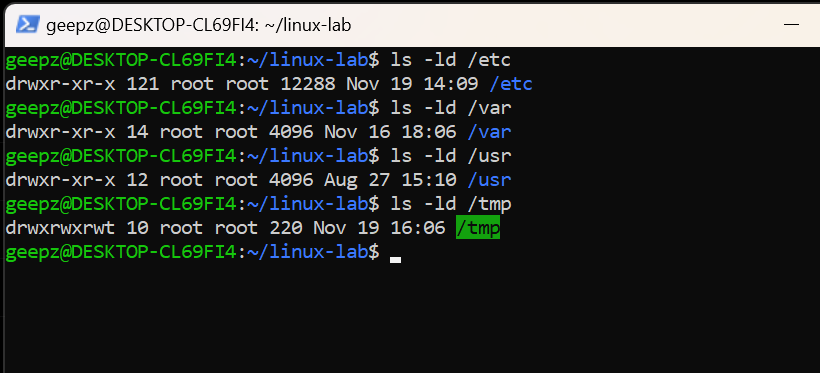 geepz@DESKTOP-CL69FI4: ~/linux-lab
geepz@DESKTOP-CL69FI4:~/linux-lab$ ls -ld /etc
drwxr-xr-x 121 root root 12288 Nov 19 14:09 /etc
geepz@DESKTOP-CL69FI4:~/linux-lab$ ls -ld /var
drwxr-xr-x 14 root root 4096 Nov 16 18:06 /var
geepz@DESKTOP-CL69FI4:~/linux-lab$ ls -ld /usr
drwxr-xr-x 12 root root 4096 Aug 27 15:10 /usr
geepz@DESKTOP-CL69FI4:~/linux-lab$ ls -ld /tmp
drwxrwxrwt 10 root root 220 Nov 19 16:06 /tmp
geepz@DESKTOP-CL69FI4:~/linux-lab$